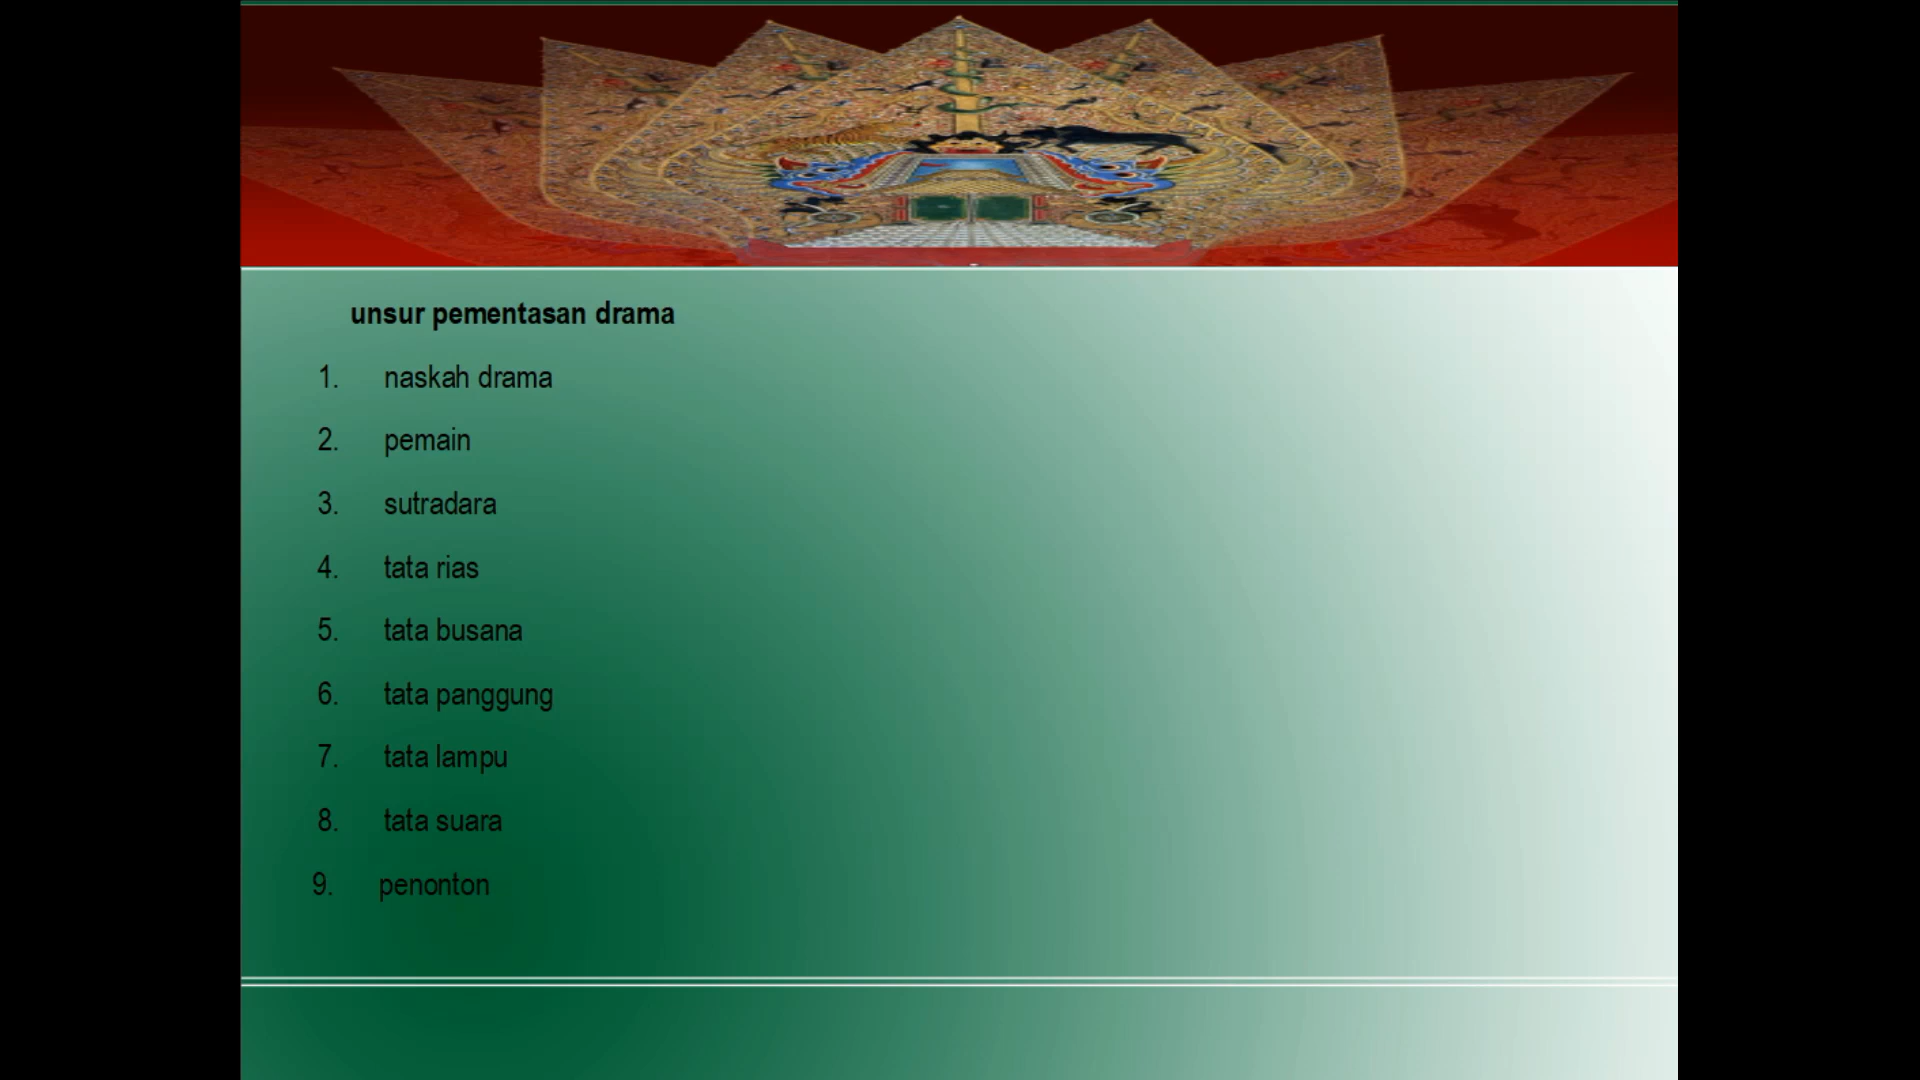 unsur pementasan drama
1. naskah drama
2. pemain
3. sutradara
4. tata rias
5. tata busana
6. tata panggung
7. tata lampu
8. tata suara
9. penonton